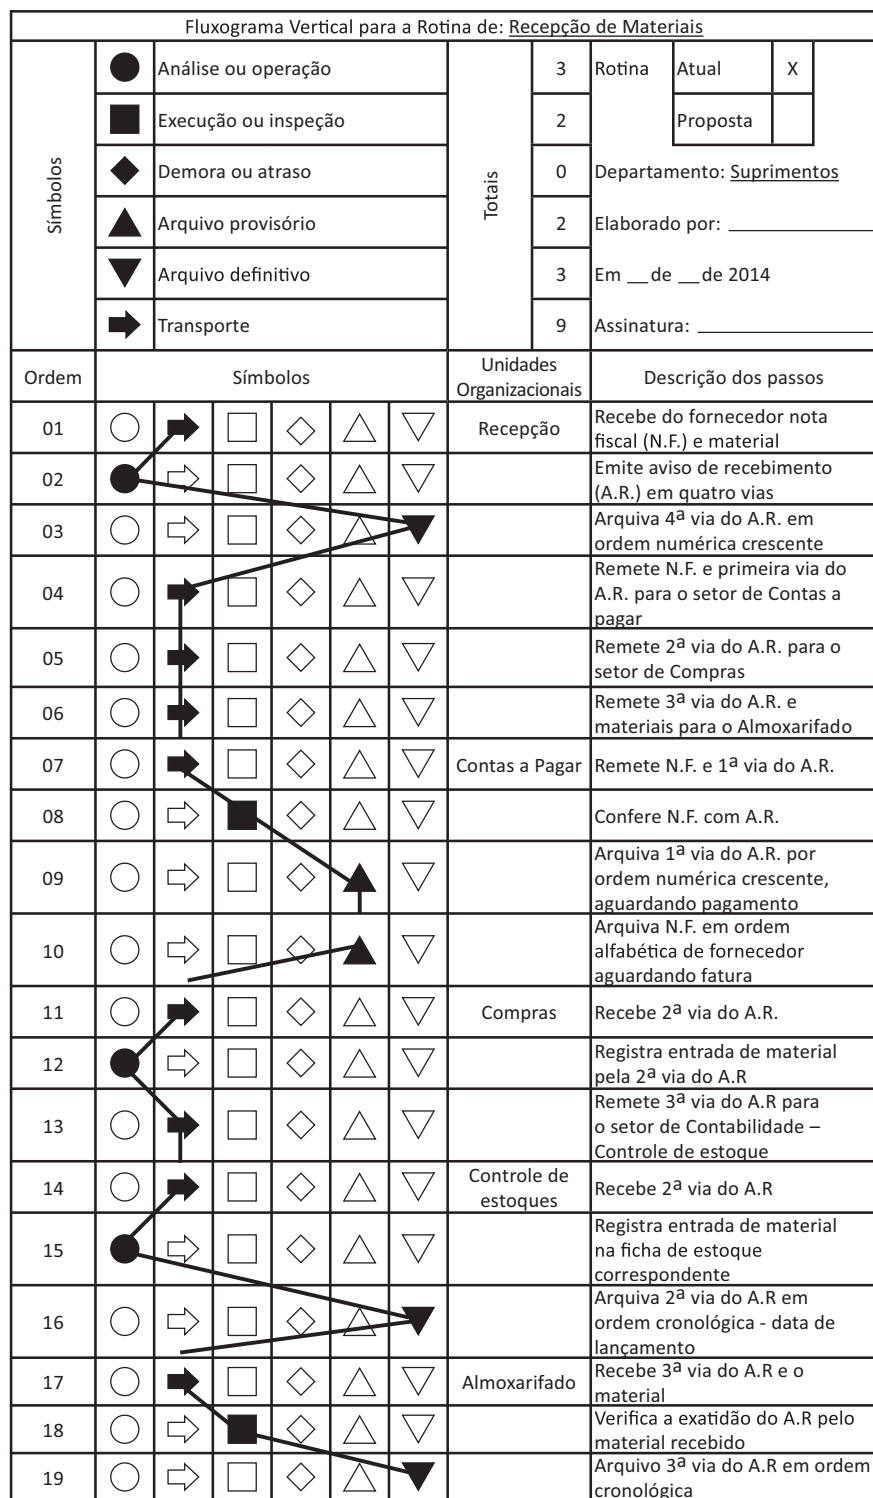 Fluxograma Vertical para a Rotina de: Recepção de Materiais
Símbolos
Análise ou operação
Execução ou inspeção
Demora ou atraso
Arquivo provisório
Arquivo definitivo
Transporte
Totais
3
2
0
2
3
9
Rotina
Atual
X
Proposta
Departamento: Suprimentos
Elaborado por: ____________
Em __ de __ de 2014
Assinatura: ____________
Ordem
Símbolos
Unidades
Organizacionais
Descrição dos passos
01
Recepção
Recebe do fornecedor nota
fiscal (N.F.) e material
02
Emite aviso de recebimento
(A.R.) em quatro vias
03
Arquiva 4ª via do A.R. em
ordem numérica crescente
04
Remete N.F. e primeira via do
A.R. para o setor de Contas a
pagar
05
Remete 2ª via do A.R. para o
setor de Compras
06
Remete 3ª via do A.R. e
materiais para o Almoxarifado
07
Contas a Pagar
Remete N.F. e 1ª via do A.R.
08
Confere N.F. com A.R.
09
Arquiva 1ª via do A.R. por
ordem numérica crescente,
aguardando pagamento
10
Arquiva N.F. em ordem
alfabética de fornecedor
aguardando fatura
11
Compras
Recebe 2ª via do A.R.
12
Registra entrada de material
pela 2ª via do A.R
13
Remete 3ª via do A.R para
o setor de Contabilidade –
Controle de estoque
14
Controle de
estoques
Recebe 2ª via do A.R
15
Registra entrada de material
na ficha de estoque
correspondente
16
Arquiva 2ª via do A.R em
ordem cronológica - data de
lançamento
17
Almoxarifado
Recebe 3ª via do A.R e o
material
18
Verifica a exatidão do A.R pelo
material recebido
19
Arquivo 3ª via do A.R em ordem
cronológica